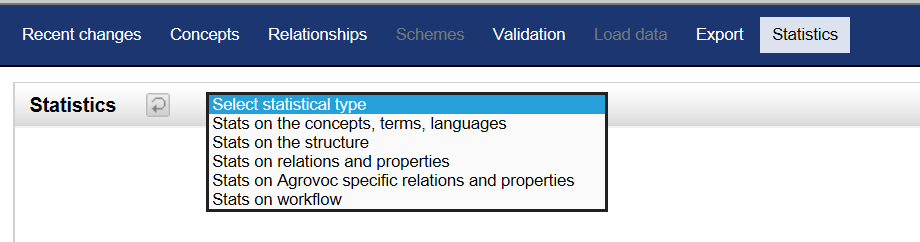 Recent changes Concepts Relationships Schemes Validation Load data Export Statistics
Statistics
Select statistical type
Stats on the concepts, terms, languages
Stats on the structure
Stats on relations and properties
Stats on Agrovoc specific relations and properties
Stats on workflow